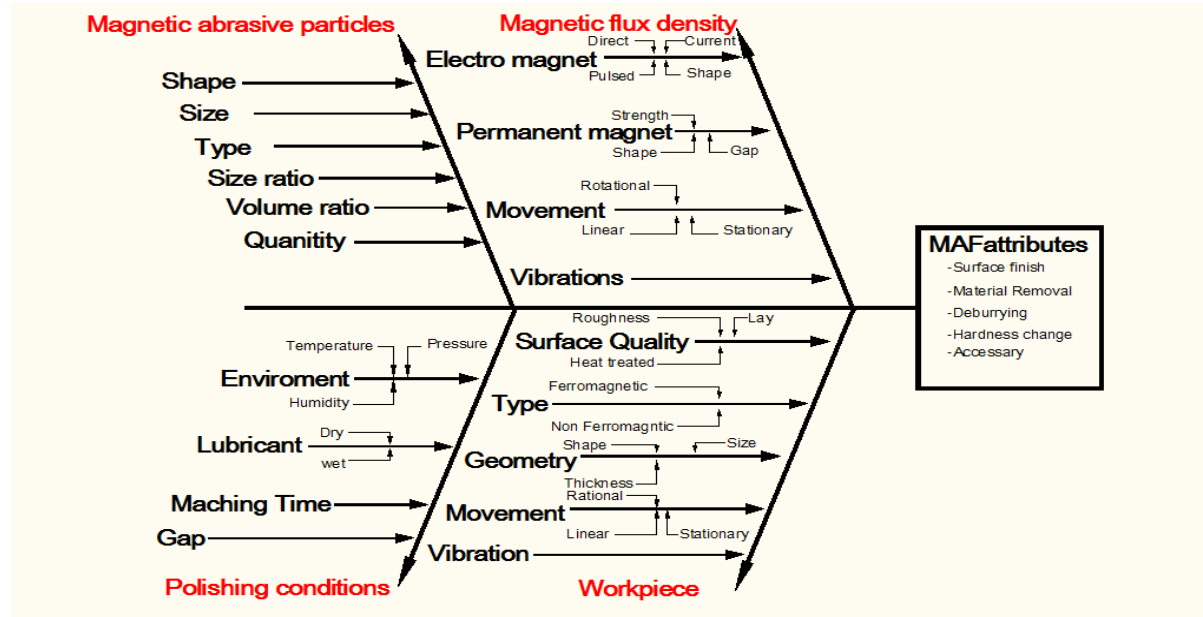 Magnetic abrasive particles
Shape
Size
Type
Size ratio
Volume ratio
Quanitity
Magnetic flux density
Direct
Current
Electro magnet
Pulsed
Shape
Strength
Permanent magnet
Shape
Gap
Rotational
Movement
Linear
Stationary
Vibrations
MAFattributes
-Surface finish
-Material Removal
-Deburrying
-Hardness change
-Accessary
Temperature
Pressure
Enviroment
Humidity
Dry
Lubricant
wet
Maching Time
Gap
Polishing conditions
Roughness
Lay
Surface Quality
Heat treated
Ferromagnetic
Type
Non Ferromagntic
Shape
Size
Geometry
Thickness
Rational
Movement
Linear
Stationary
Vibration
Workpiece